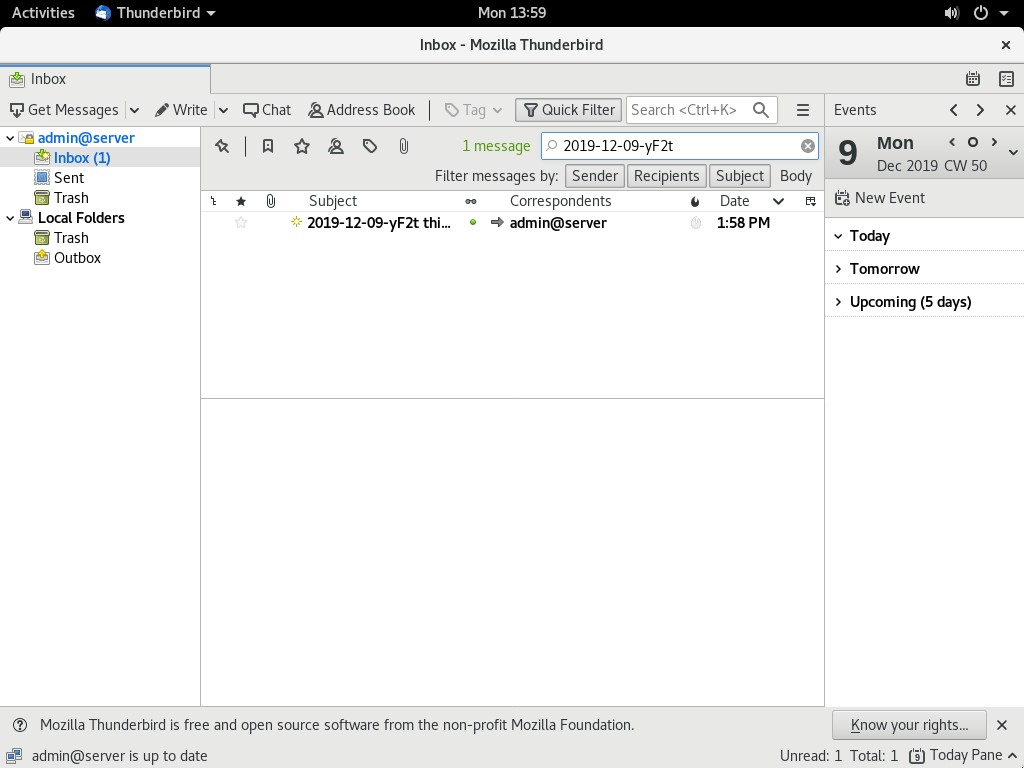 Activities Thunderbird Mon 13:59
Inbox - Mozilla Thunderbird
Inbox
Get Messages Write Chat Address Book Tag Quick Filter Search <Ctrl+K> Events
admin@server
Inbox (1)
Sent
Trash
Local Folders
Trash
Outbox
1 message 2019-12-09-yF2t
Filter messages by: Sender Recipients Subject Body
Subject Correspondents Date
2019-12-09-yF2t thi... admin@server 1:58 PM
9 Mon
Dec 2019 CW 50
New Event
Today
Tomorrow
Upcoming (5 days)
Mozilla Thunderbird is free and open source software from the non-profit Mozilla Foundation. Know your rights...
admin@server is up to date Unread: 1 Total: 1 9 Today Pane